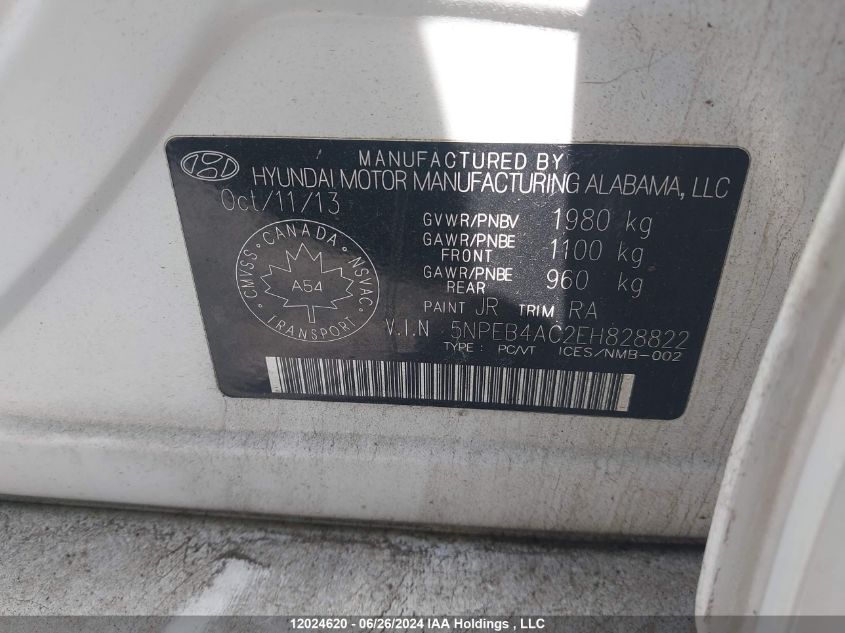 MANUFACTURED BY
HYUNDAI MOTOR MANUFACTURING ALABAMA, LLC
Oct/11/13
GVWR/PNBV 1980 kg
GAWR/PNBE FRONT 1100 kg
GAWR/PNBE REAR 960 kg
PAINT JR TRIM RA
CMVSS · CANADA · NSVAC · TRANSPORT
A54
V.I.N 5NPEB4AC2EH828822
TYPE : PC/VT ICES/NMB-002
12024620 - 06/26/2024 IAA Holdings , LLC